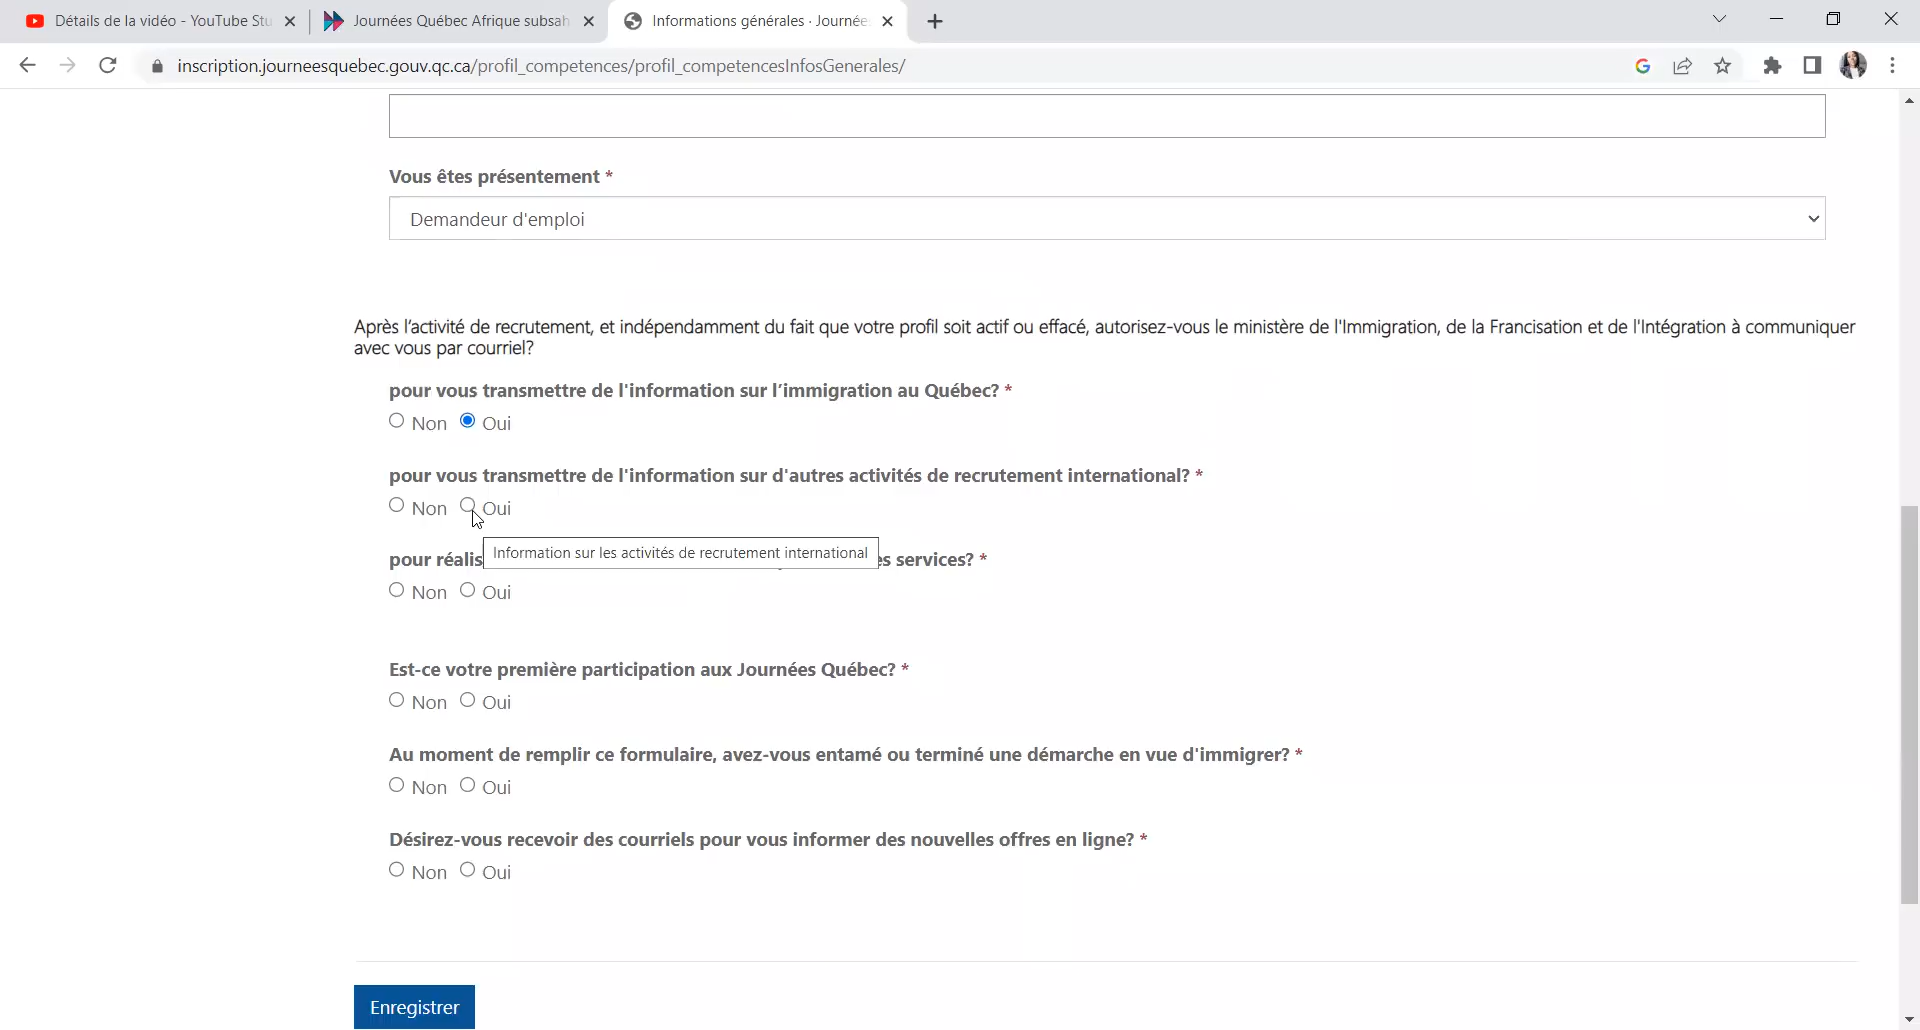 Détails de la vidéo - YouTube Stu
Journées Québec Afrique subsah
Informations générales · Journée
inscription.journeesquebec.gouv.qc.ca/profil_competences/profil_competencesInfosGenerales/
Vous êtes présentement *
Demandeur d'emploi
Après l'activité de recrutement, et indépendamment du fait que votre profil soit actif ou effacé, autorisez-vous le ministère de l'Immigration, de la Francisation et de l'Intégration à communiquer
avec vous par courriel?
pour vous transmettre de l'information sur l’immigration au Québec? *
Non Oui
pour vous transmettre de l'information sur d'autres activités de recrutement international? *
Non Oui
Information sur les activités de recrutement international
pour réalis es services? *
Non Oui
Est-ce votre première participation aux Journées Québec? *
Non Oui
Au moment de remplir ce formulaire, avez-vous entamé ou terminé une démarche en vue d'immigrer? *
Non Oui
Désirez-vous recevoir des courriels pour vous informer des nouvelles offres en ligne? *
Non Oui
Enregistrer